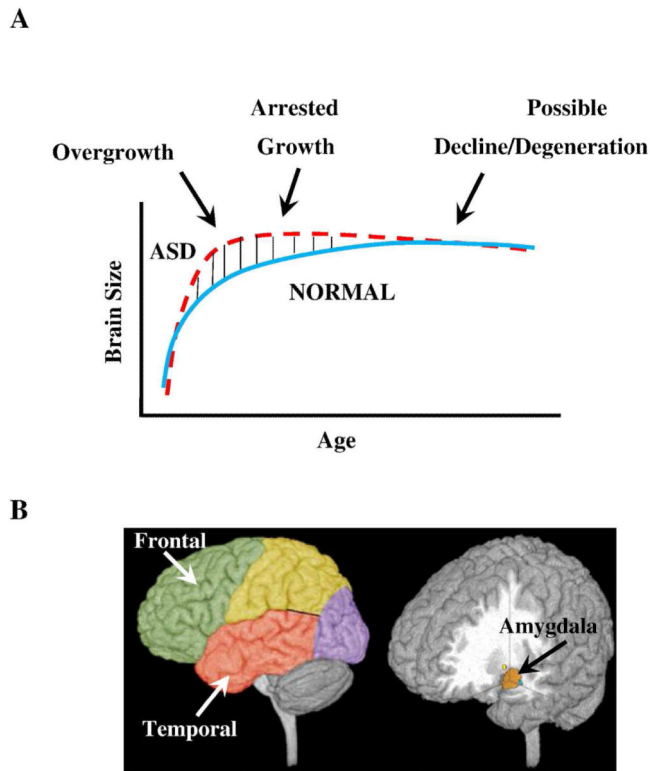 A
Arrested
Growth
Possible
Decline/Degeneration
Overgrowth
ASD
NORMAL
Brain Size
Age
B
Frontal
Temporal
Amygdala